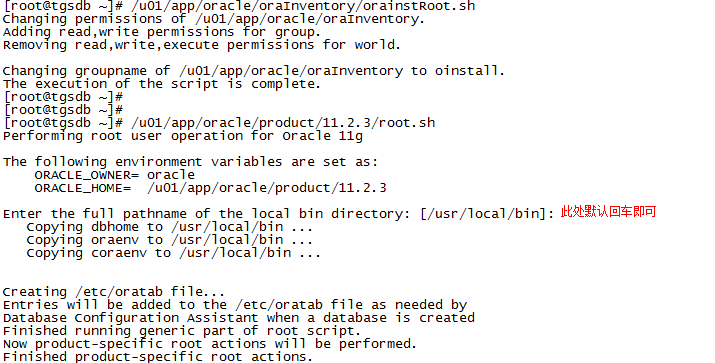 [root@tgsdb ~]# /u01/app/oracle/oraInventory/orainstRoot.sh
Changing permissions of /u01/app/oracle/oraInventory.
Adding read,write permissions for group.
Removing read,write,execute permissions for world.
Changing groupname of /u01/app/oracle/oraInventory to oinstall.
The execution of the script is complete.
[root@tgsdb ~]#
[root@tgsdb ~]#
[root@tgsdb ~]# /u01/app/oracle/product/11.2.3/root.sh
Performing root user operation for Oracle 11g
The following environment variables are set as:
ORACLE_OWNER= oracle
ORACLE_HOME=  /u01/app/oracle/product/11.2.3
Enter the full pathname of the local bin directory: [/usr/local/bin]: 此处默认回车即可
Copying dbhome to /usr/local/bin ...
Copying oraenv to /usr/local/bin ...
Copying coraenv to /usr/local/bin ...
Creating /etc/oratab file...
Entries will be added to the /etc/oratab file as needed by
Database Configuration Assistant when a database is created
Finished running generic part of root script.
Now product-specific root actions will be performed.
Finished product-specific root actions.